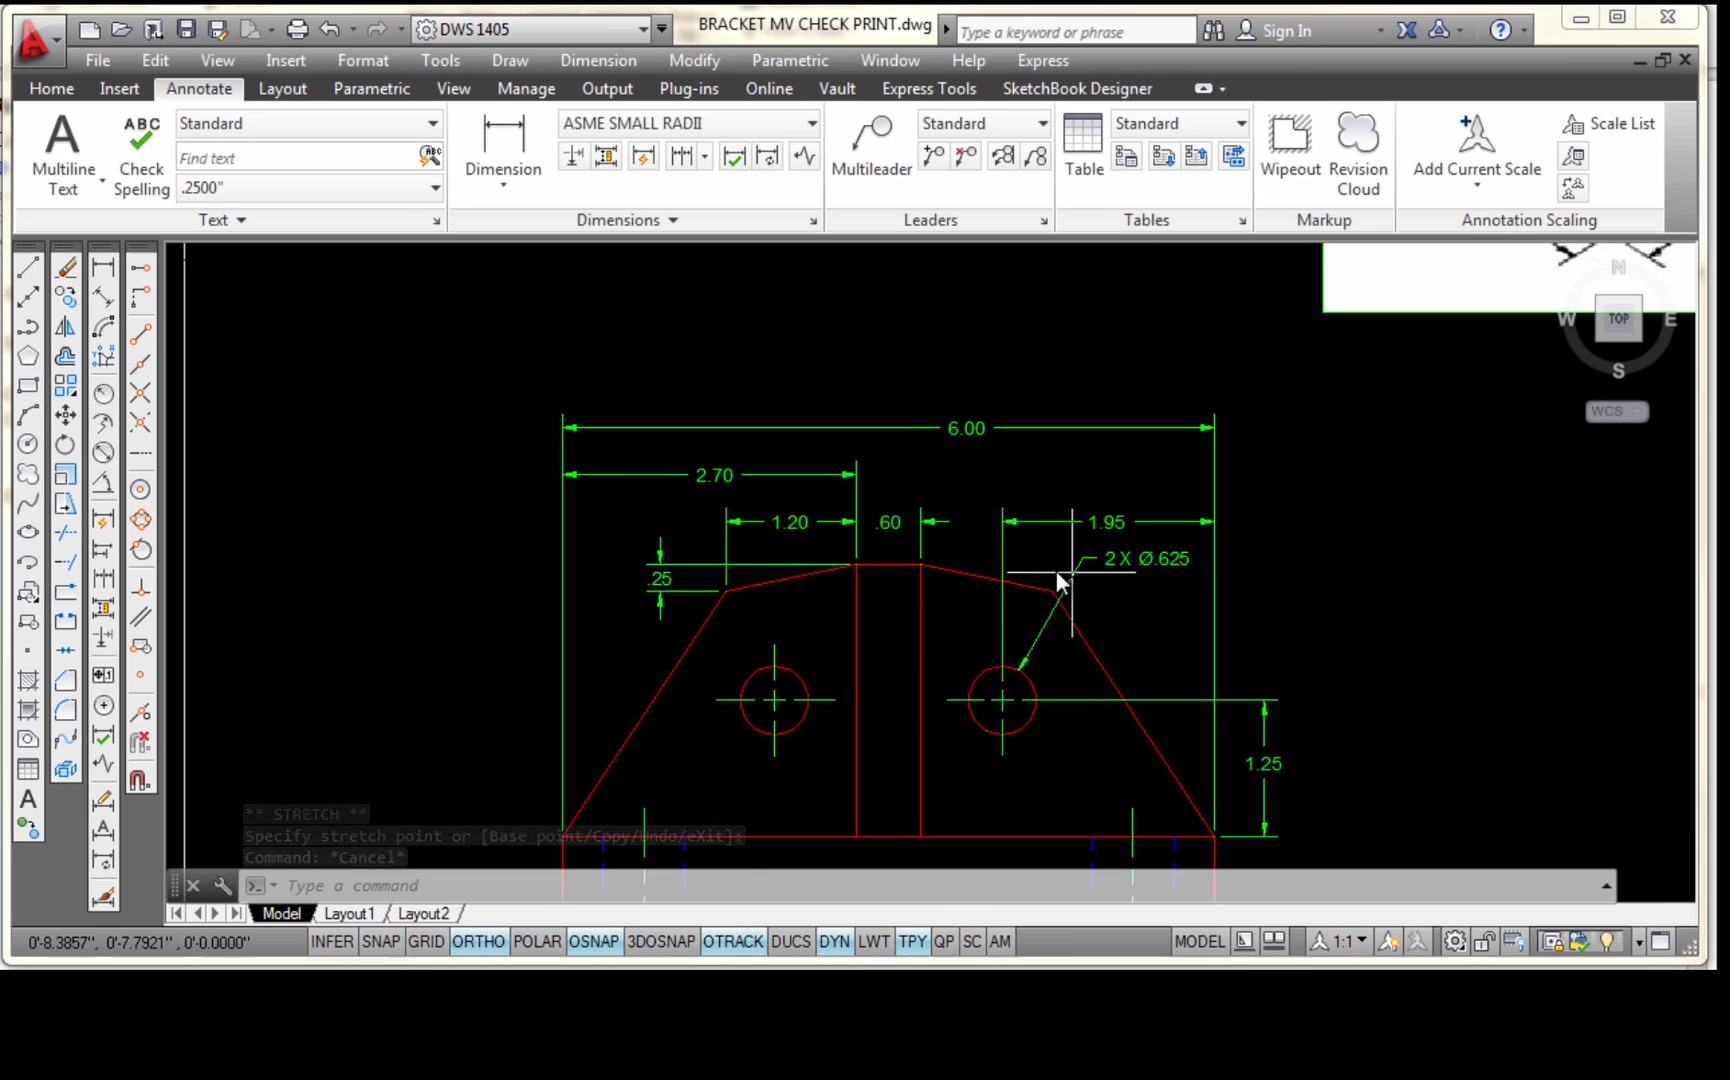 DWS 1405
BRACKET MV CHECK PRINT.dwg
Type a keyword or phrase
Sign In
File Edit View Insert Format Tools Draw Dimension Modify Parametric Window Help Express
Home Insert Annotate Layout Parametric View Manage Output Plug-ins Online Vault Express Tools SketchBook Designer
A
Multiline
Text
ABC
Check
Spelling
Standard
Find text
ABC
.2500"
Dimension
ASME SMALL RADII
Multileader
Standard
Table
Standard
Wipeout
Revision
Cloud
Add Current Scale
Scale List
Text
Dimensions
Leaders
Tables
Markup
Annotation Scaling
N
W
TOP
E
S
WCS
6.00
2.70
1.20
.60
1.95
2 X Ø.625
.25
1.25
A
** STRETCH **
Specify stretch point or [Base point/Copy/Undo/eXit]:
Command: *Cancel*
Type a command
Model Layout1 Layout2
0'-8.3857", 0'-7.7921" , 0'-0.0000"
INFER SNAP GRID ORTHO POLAR OSNAP 3DOSNAP OTRACK DUCS DYN LWT TPY QP SC AM
MODEL
1:1